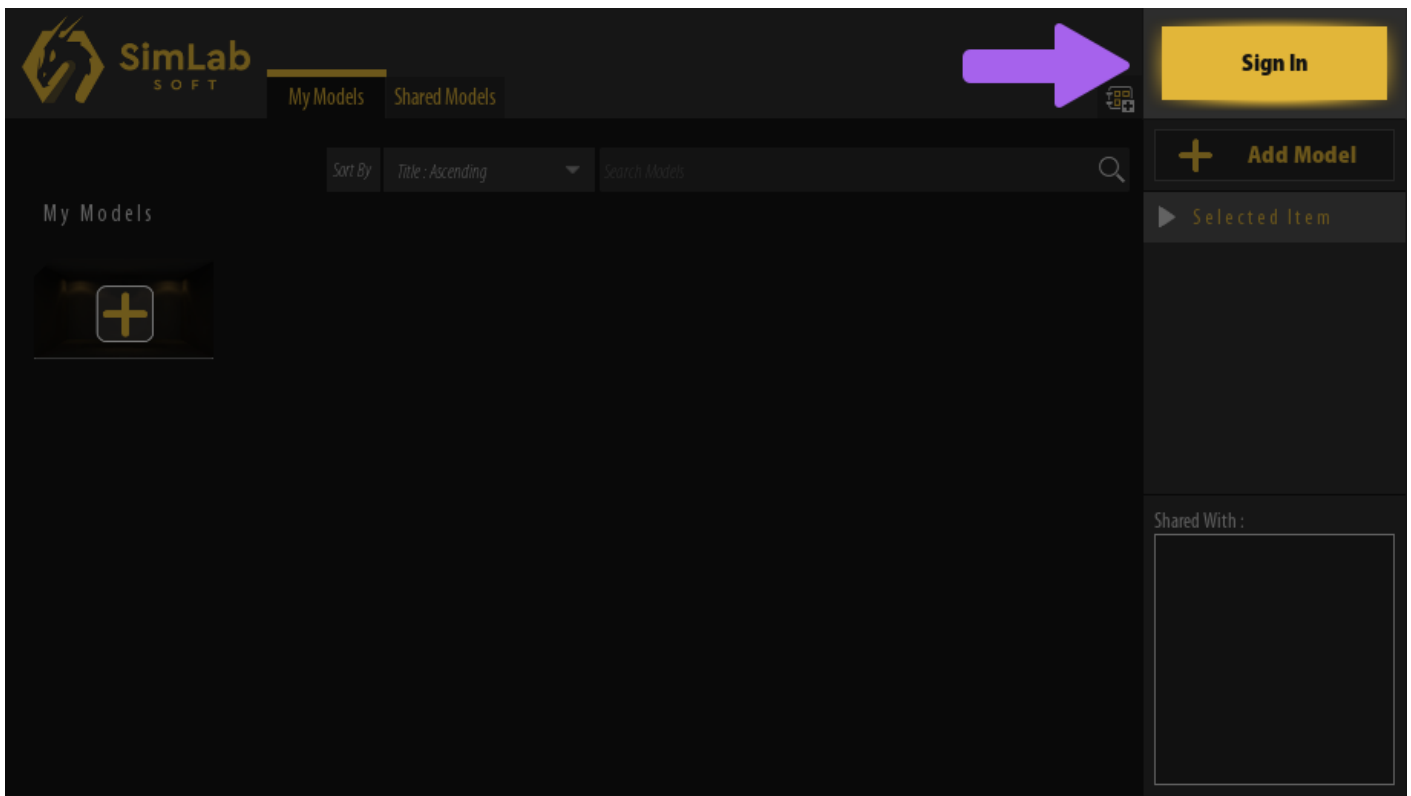 SimLab
SOFT
My Models
Shared Models
Sign In
Sort By
Title : Ascending
Search Models
Add Model
My Models
Selected Item
Shared With :